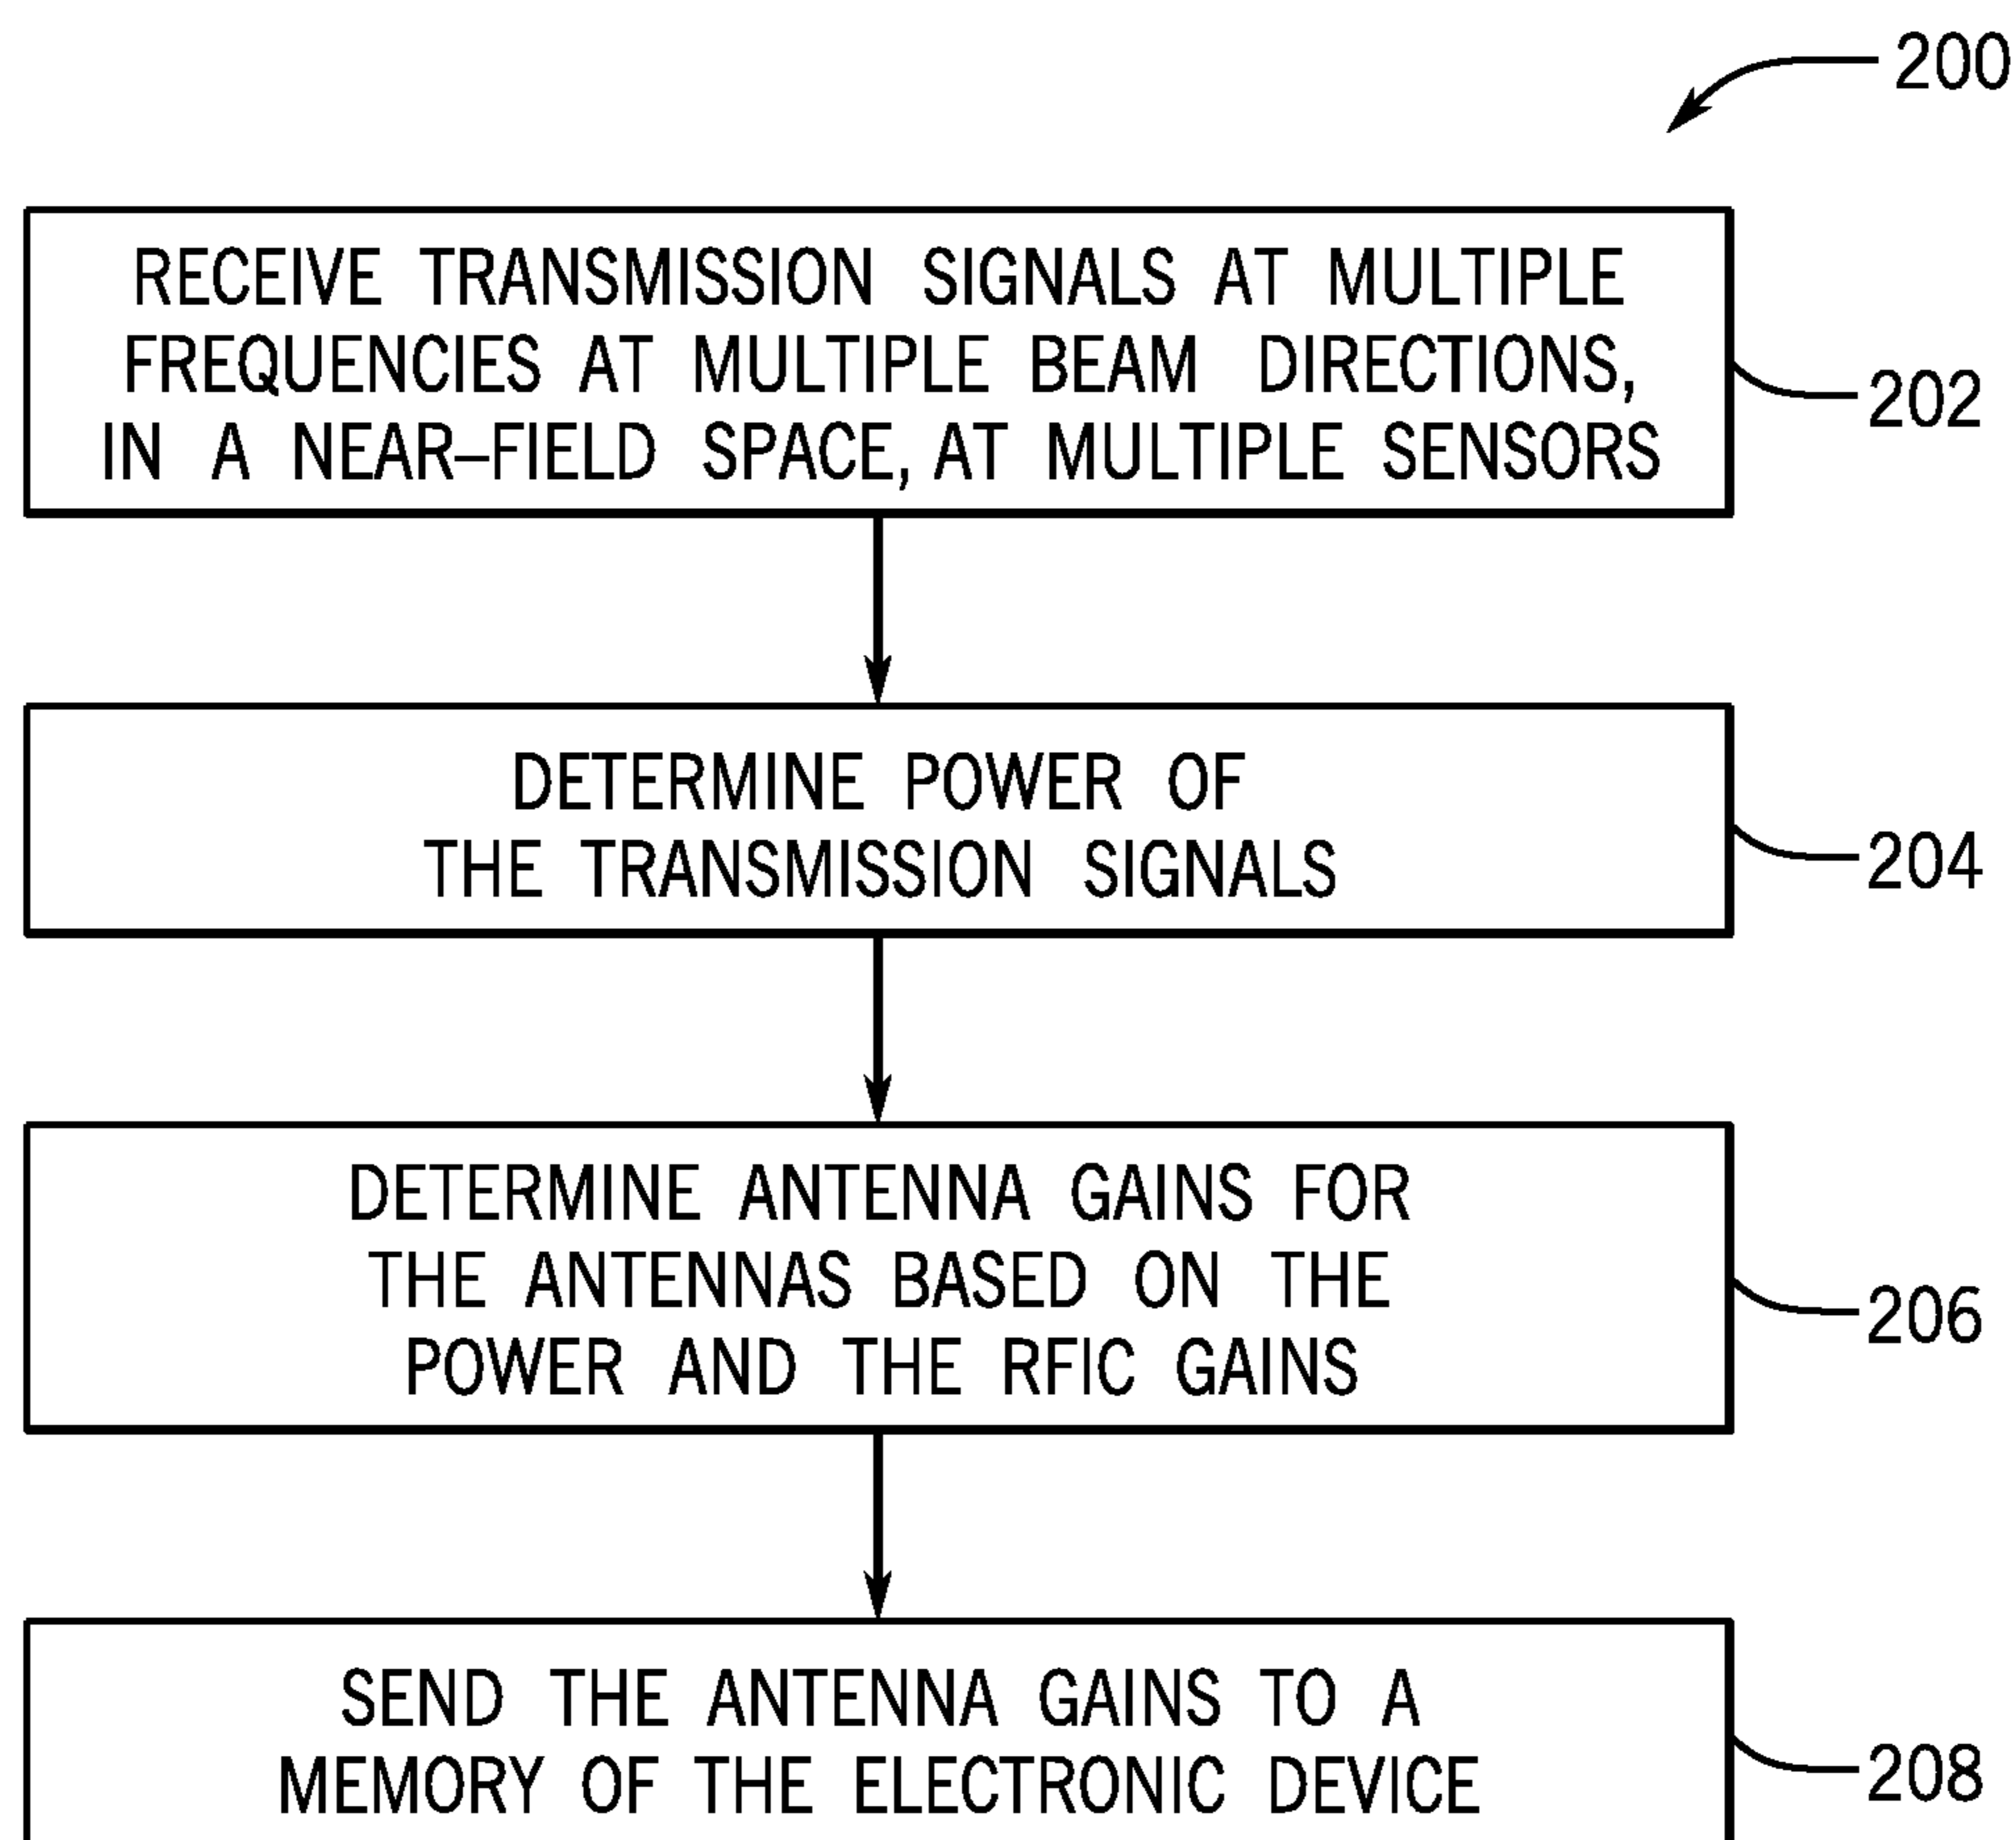 200
RECEIVE TRANSMISSION SIGNALS AT MULTIPLE
FREQUENCIES AT MULTIPLE BEAM DIRECTIONS,
IN A NEAR–FIELD SPACE, AT MULTIPLE SENSORS
202
DETERMINE POWER OF
THE TRANSMISSION SIGNALS
204
DETERMINE ANTENNA GAINS FOR
THE ANTENNAS BASED ON THE
POWER AND THE RFIC GAINS
206
SEND THE ANTENNA GAINS TO A
MEMORY OF THE ELECTRONIC DEVICE
208